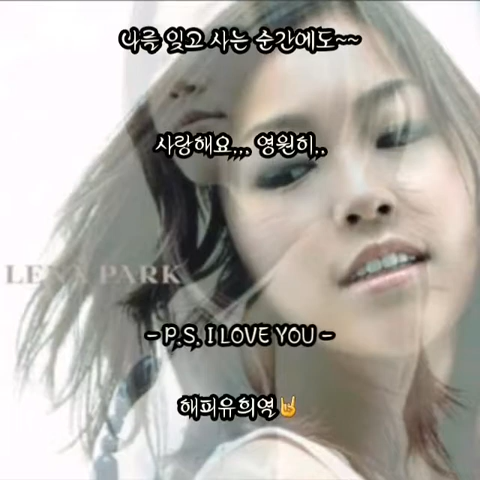 나를 잊고 사는 순간에도~~
사랑해요... 영원히..
LENA PARK
- P.S. I LOVE YOU -
해피유희열🤘